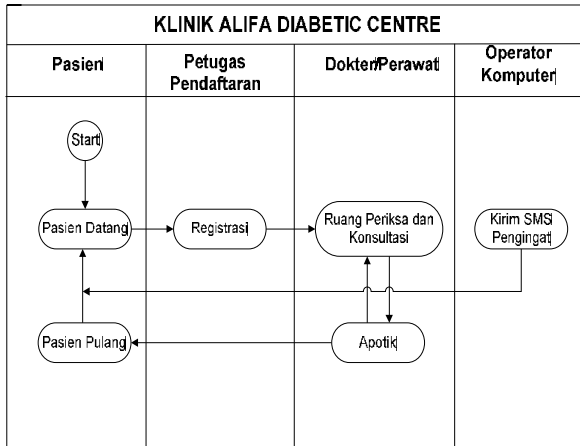 KLINIK ALIFA DIABETIC CENTRE
Pasien
Petugas
Pendaftaran
Dokter/Perawat
Operator
Komputer
Start
Pasien Datang
Registrasi
Ruang Periksa dan
Konsultasi
Kirim SMS
Pengingat
Pasien Pulang
Apotik